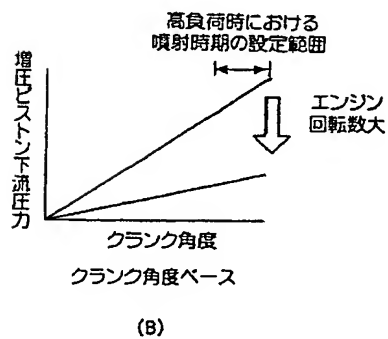 高負荷時における
噴射時期の設定範囲
増圧ピストン下流圧力
エンジン
回転数大
クランク角度
クランク角度ベース
(B)